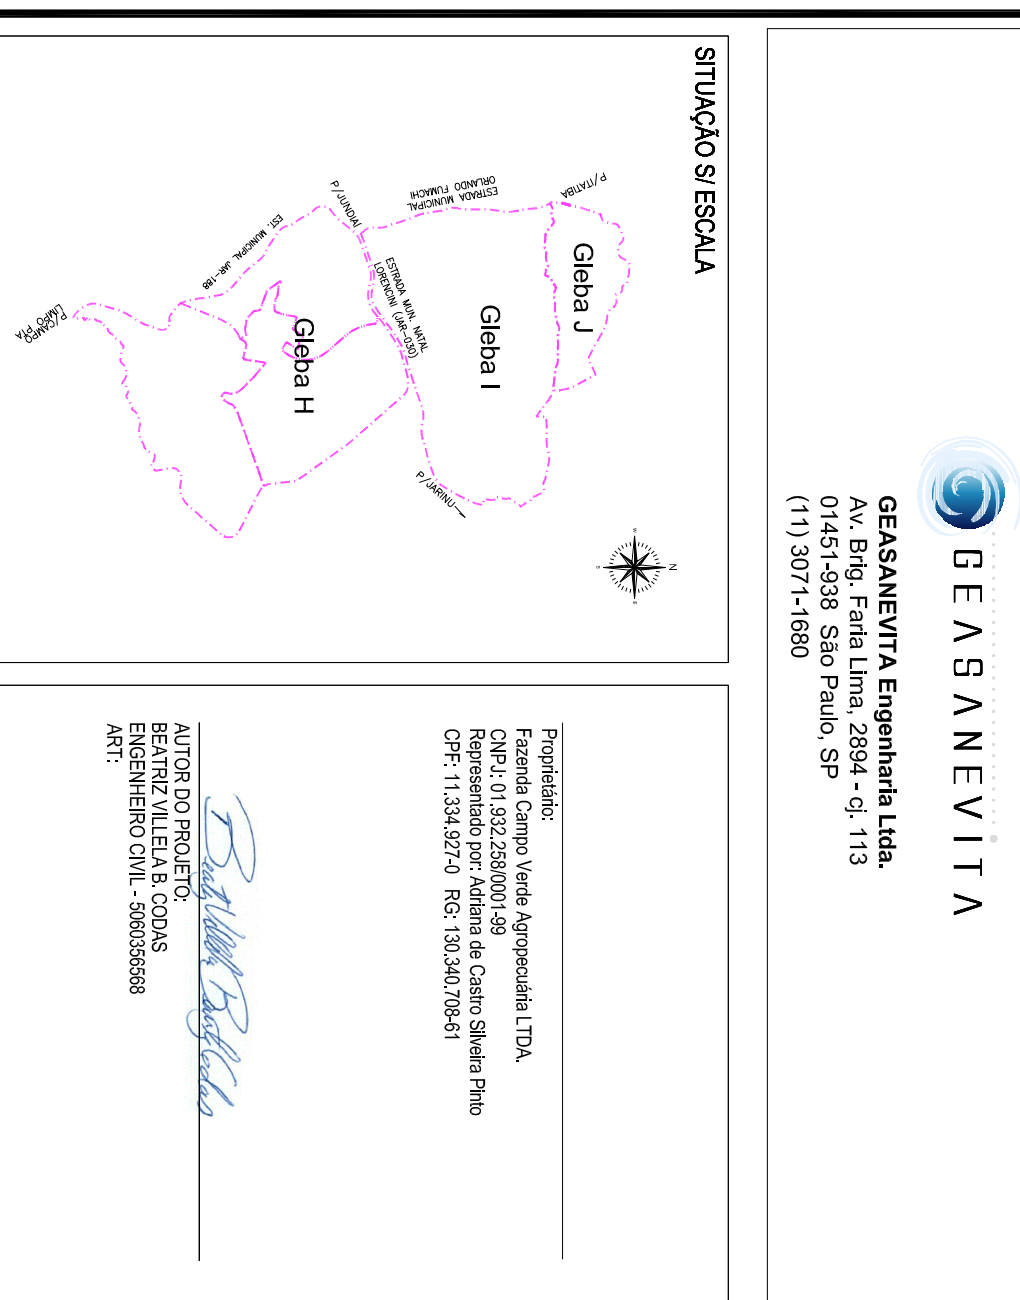 GEASANEVITA
GEASANEVITA Engenharia Ltda.
Av. Brig. Faria Lima, 2894 - cj. 113
01451-938 São Paulo, SP
(11) 3071-1680
SITUAÇÃO S/ ESCALA
P/ITATIBA
Gleba J
ESTRADA MUNICIPAL
ORLANDO FUMACHI
Gleba I
P/JUNDIAÍ
ESTRADA MUN. NATAL
LORENCINI (JAR-030)
EST. MUNICIPAL JAR-188
Gleba H
P/CAMPO
LIMPO PTA
P/JARINU
N
W
E
S
Proprietário:
Fazenda Campo Verde Agropecuária LTDA.
CNPJ: 01.932.258/0001-99
Representado por: Adriana de Castro Silveira Pinto
CPF: 11.334.927-0 RG: 130.340.708-61
AUTOR DO PROJETO:
BEATRIZ VILLELA B. CODAS
ENGENHEIRO CIVIL - 5060356568
ART: